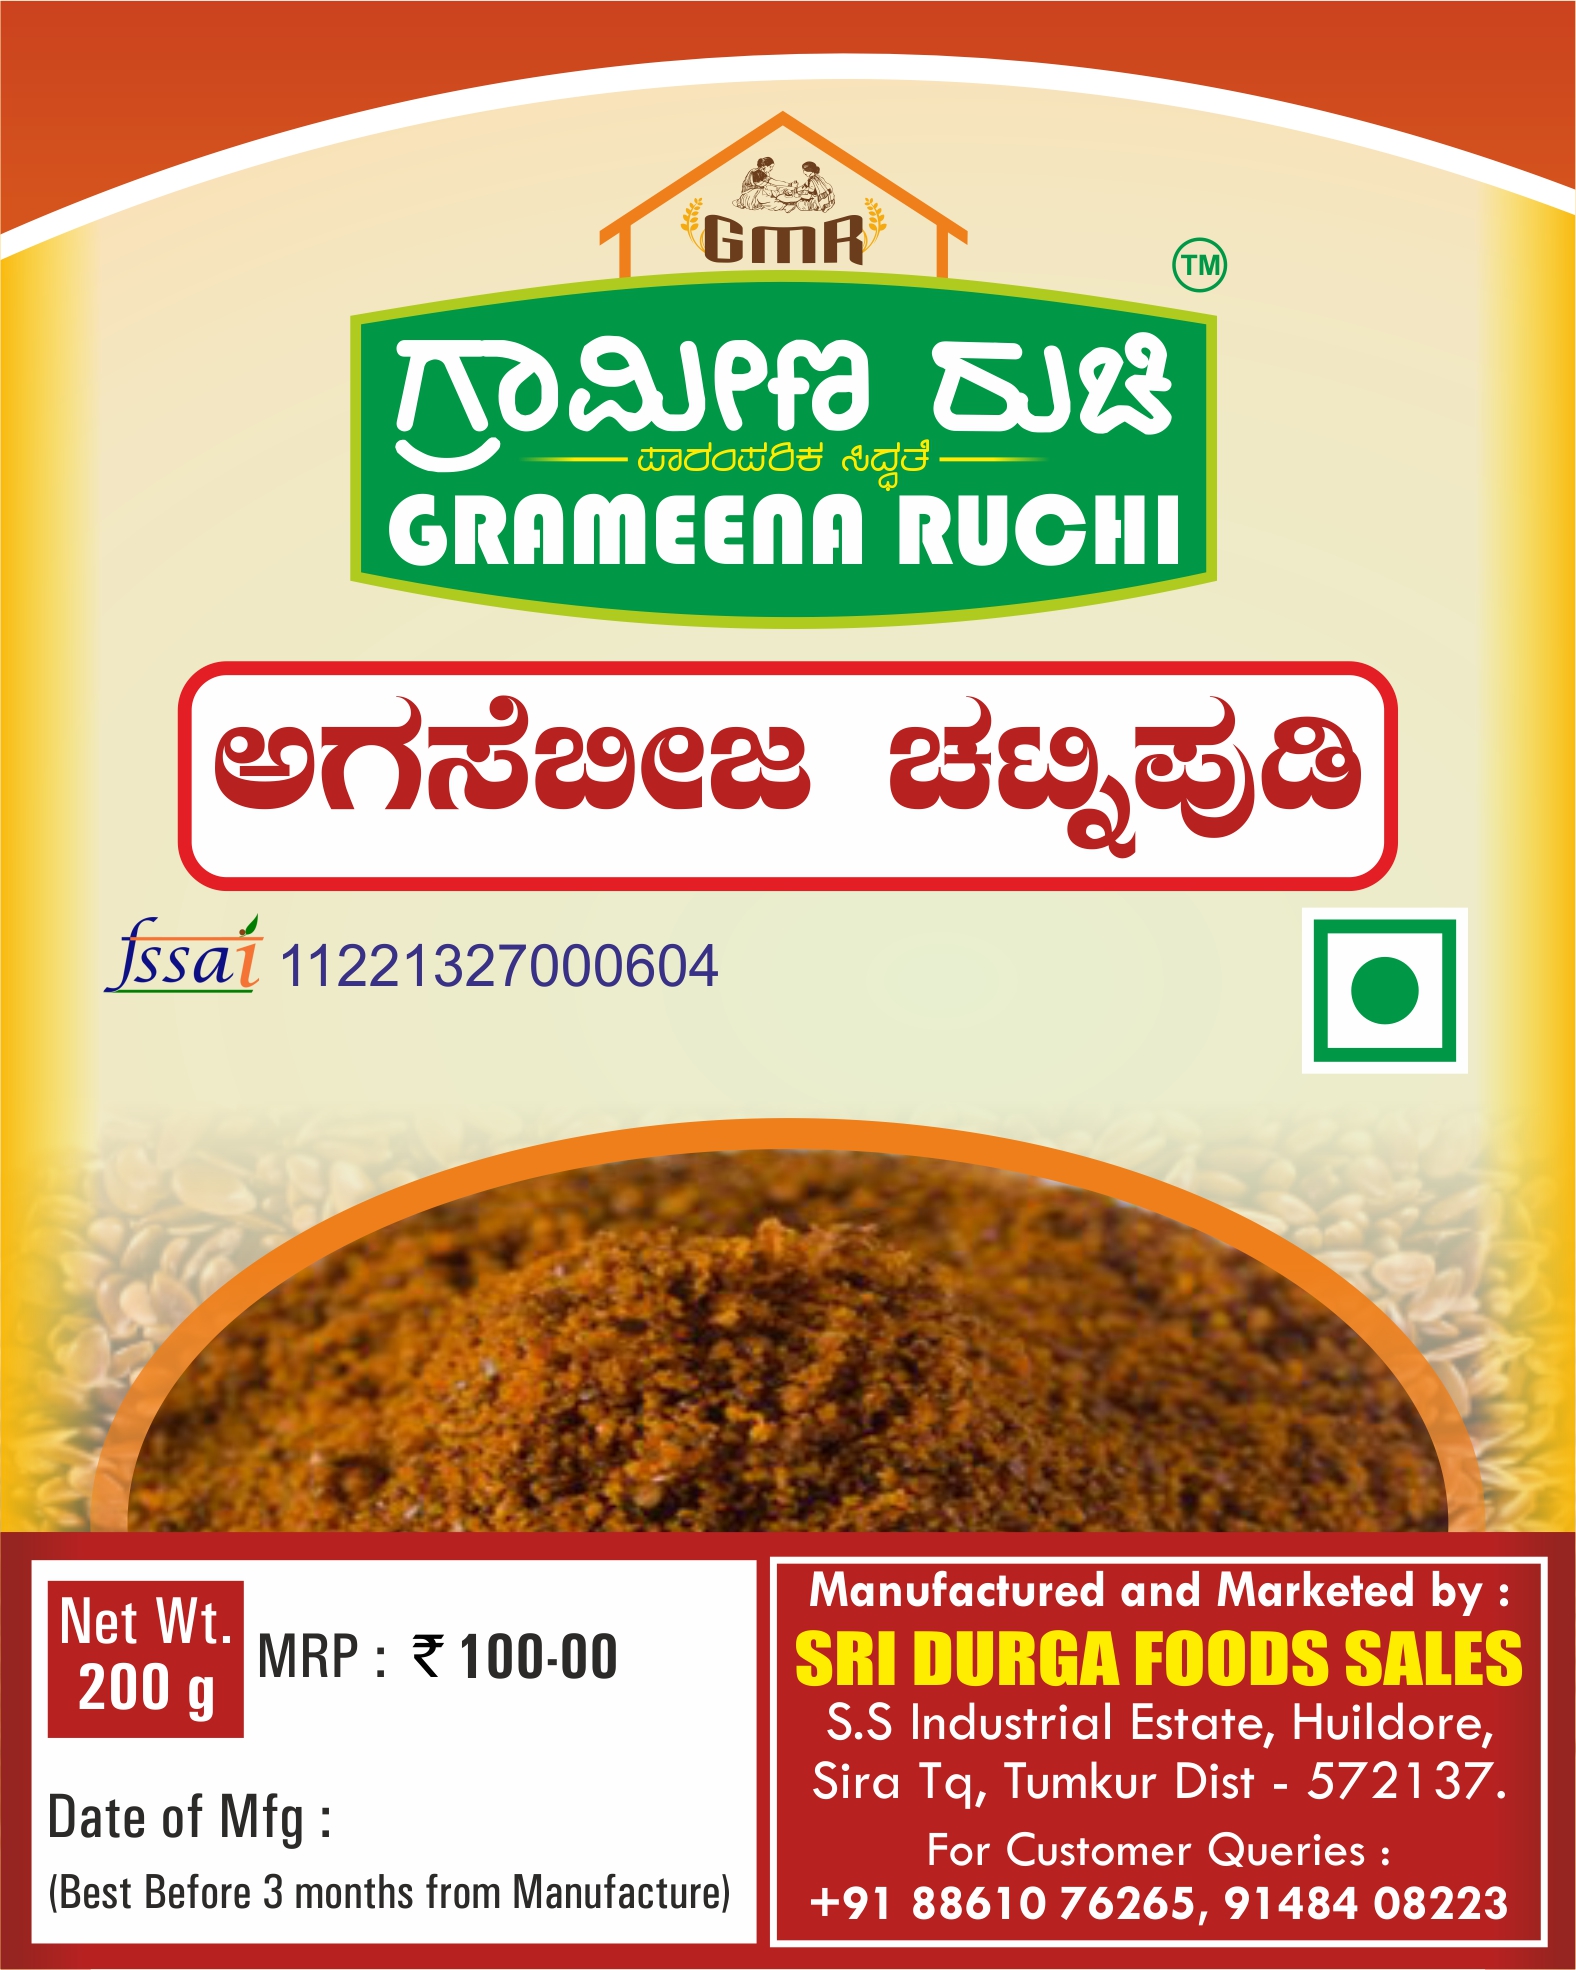 GMR
TM
ಗ್ರಾಮೀಣ ರುಚಿ
ಪಾರಂಪರಿಕ ಸಿದ್ಧತೆ
GRAMEENA RUCHI
ಅಗಸೆಬೀಜ ಚಟ್ನಿಪುಡಿ
fssai 11221327000604
Net Wt.
200 g
MRP : ₹ 100-00
Date of Mfg :
(Best Before 3 months from Manufacture)
Manufactured and Marketed by :
SRI DURGA FOODS SALES
S.S Industrial Estate, Huildore,
Sira Tq, Tumkur Dist - 572137.
For Customer Queries :
+91 88610 76265, 91484 08223